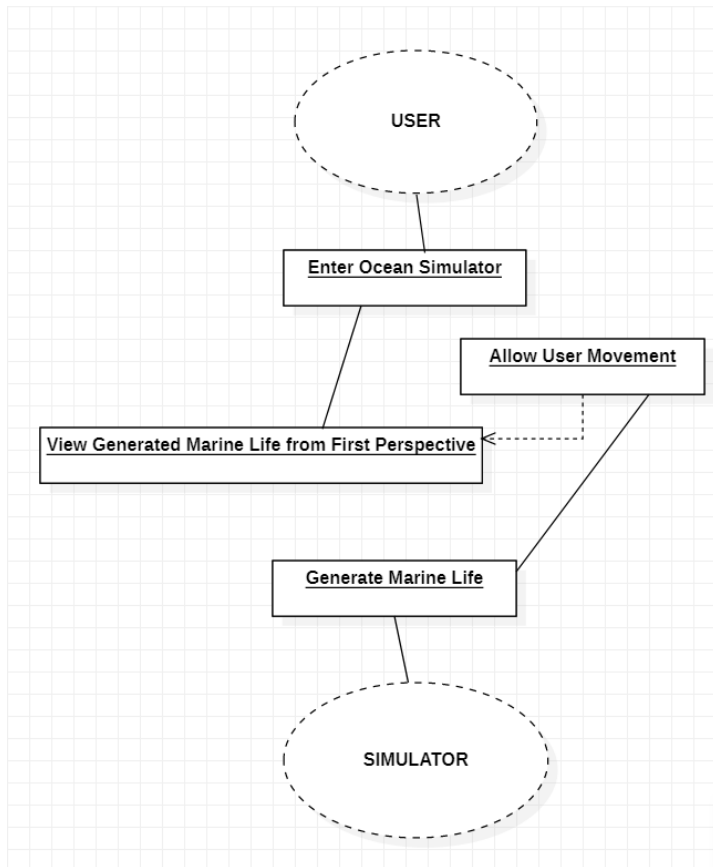 USER
Enter Ocean Simulator
Allow User Movement
View Generated Marine Life from First Perspective
Generate Marine Life
SIMULATOR